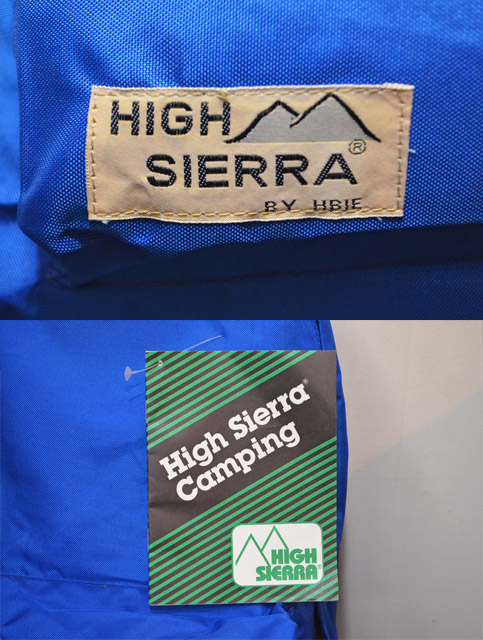 HIGH
SIERRA®
BY HBIE
High Sierra®
Camping
HIGH
SIERRA®